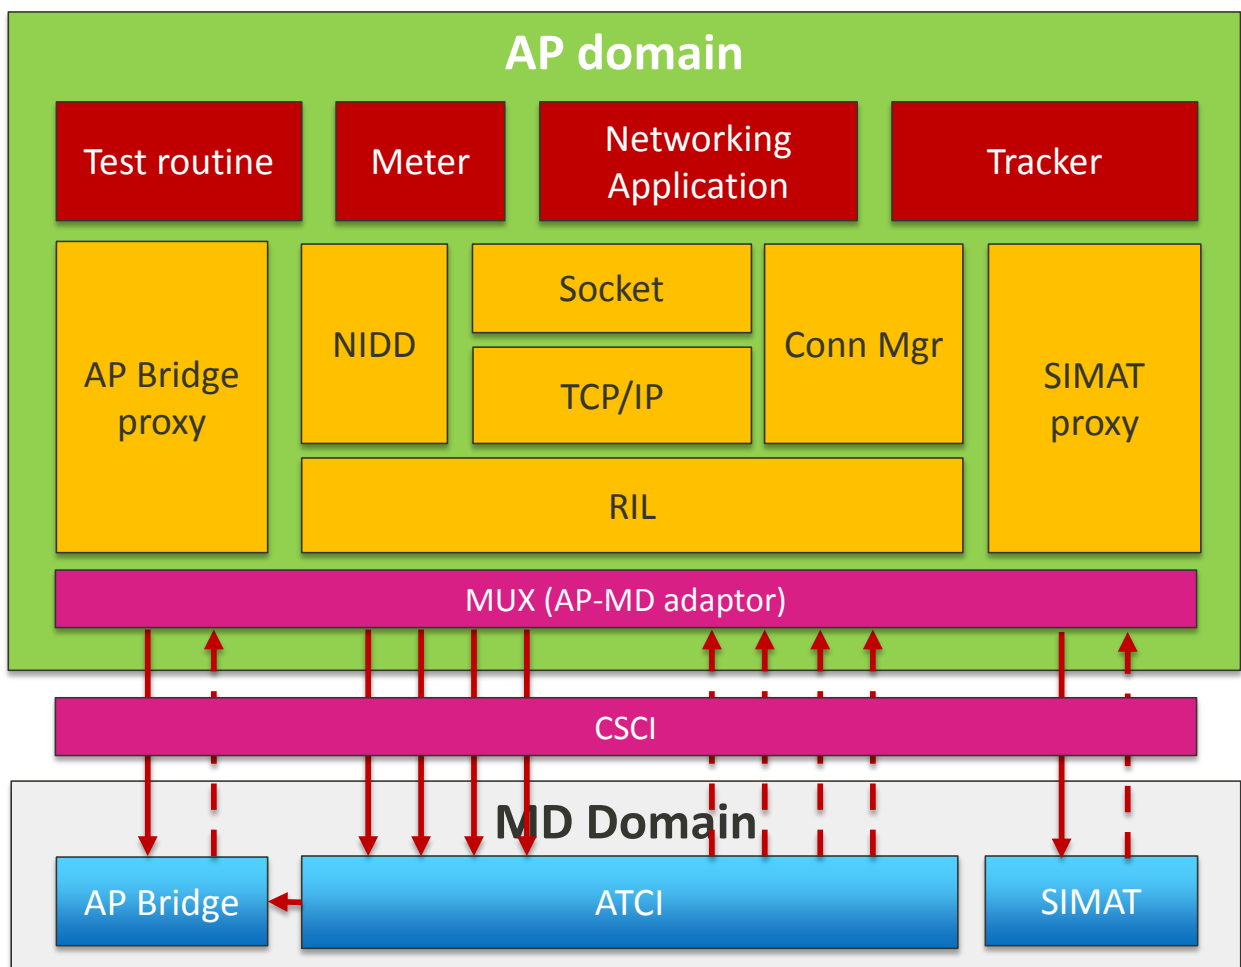 AP domain
Test routine
Meter
Networking
Application
Tracker
AP Bridge
proxy
NIDD
Socket
TCP/IP
Conn Mgr
SIMAT
proxy
RIL
MUX (AP-MD adaptor)
CSCI
MD Domain
AP Bridge
ATCI
SIMAT